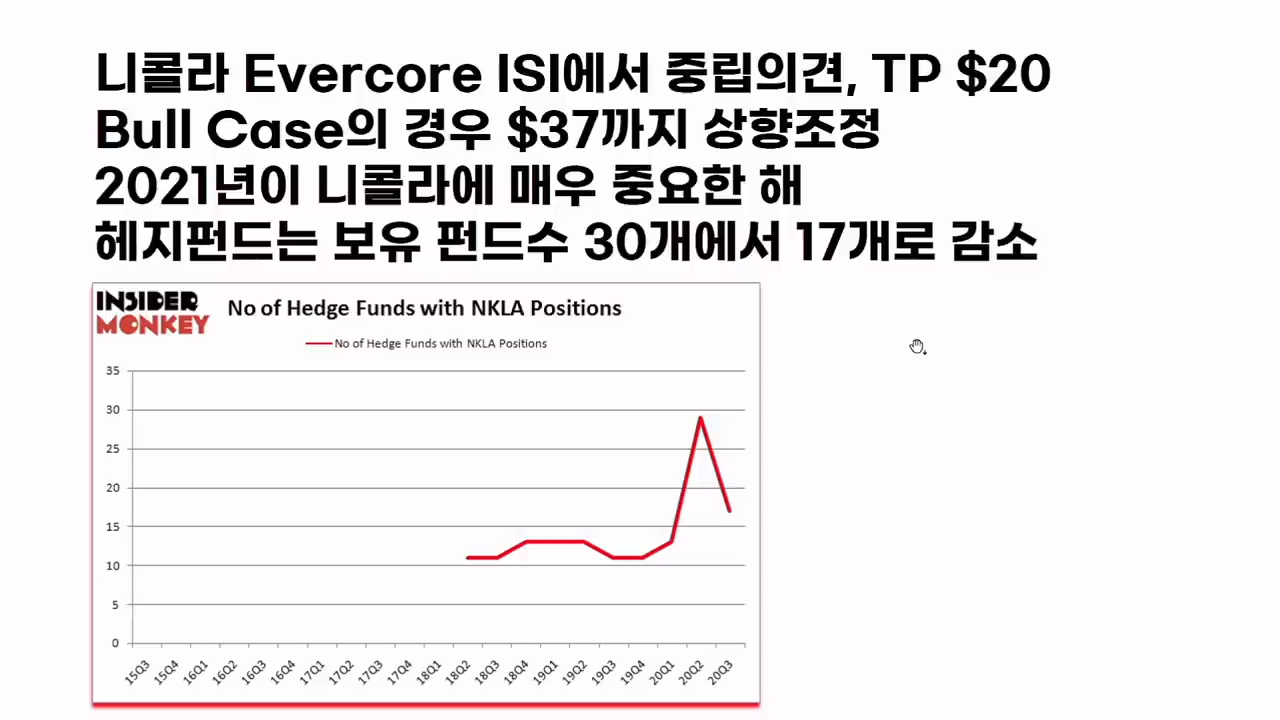 니콜라 Evercore ISI에서 중립의견, TP $20
Bull Case의 경우 $37까지 상향조정
2021년이 니콜라에 매우 중요한 해
헤지펀드는 보유 펀드수 30개에서 17개로 감소
INSIDER
MONKEY
No of Hedge Funds with NKLA Positions
No of Hedge Funds with NKLA Positions
35
30
25
20
15
10
5
0
15Q3 15Q4 16Q1 16Q2 16Q3 16Q4 17Q1 17Q2 17Q3 17Q4 18Q1 18Q2 18Q3 18Q4 19Q1 19Q2 19Q3 19Q4 20Q1 20Q2 20Q3